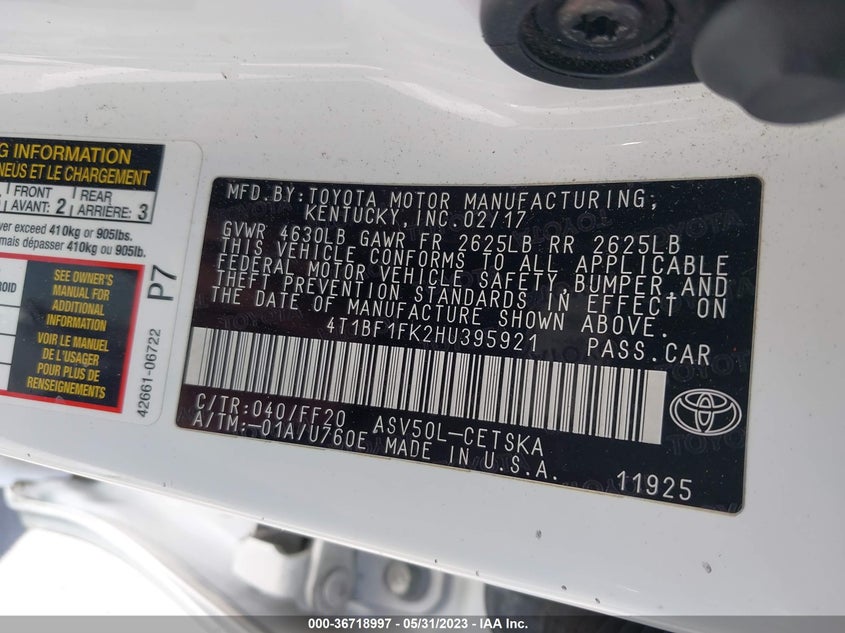 G INFORMATION
NEUS ET LE CHARGEMENT
FRONT REAR
AVANT: 2 ARRIÈRE: 3
ver exceed 410kg or 905lbs.
mais dépasser 410kg ou 905lb.
SEE OWNER'S
MANUAL FOR
ADDITIONAL
INFORMATION
VOIR LE MANUEL
DE L'USAGER
POUR PLUS DE
RENSEIGNEMENTS
P7
42661-06722
MFD.BY:TOYOTA MOTOR MANUFACTURING,
KENTUCKY,INC.02/17
GVWR 4630LB GAWR FR 2625LB RR 2625LB
THIS VEHICLE CONFORMS TO ALL APPLICABLE
FEDERAL MOTOR VEHICLE SAFETY,BUMPER,AND
THEFT PREVENTION STANDARDS IN EFFECT ON
THE DATE OF MANUFACTURE SHOWN ABOVE.
4T1BF1FK2HU395921 PASS.CAR
C/TR:040/FF20 ASV50L-CETSKA
A/TM:-01A/U760E MADE IN U.S.A.
11925
000-36718997 - 05/31/2023 - IAA Inc.